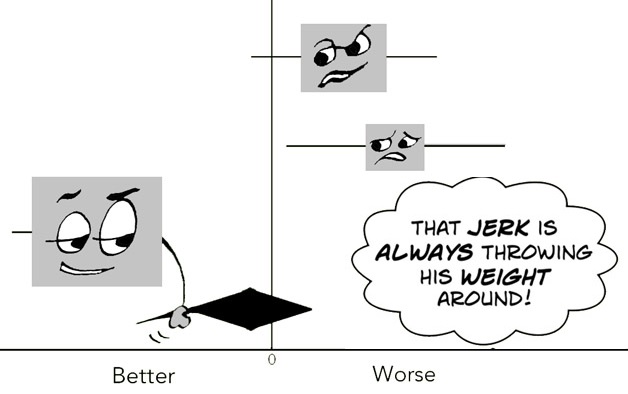 THAT JERK IS
ALWAYS THROWING
HIS WEIGHT
AROUND!
0
Better
Worse